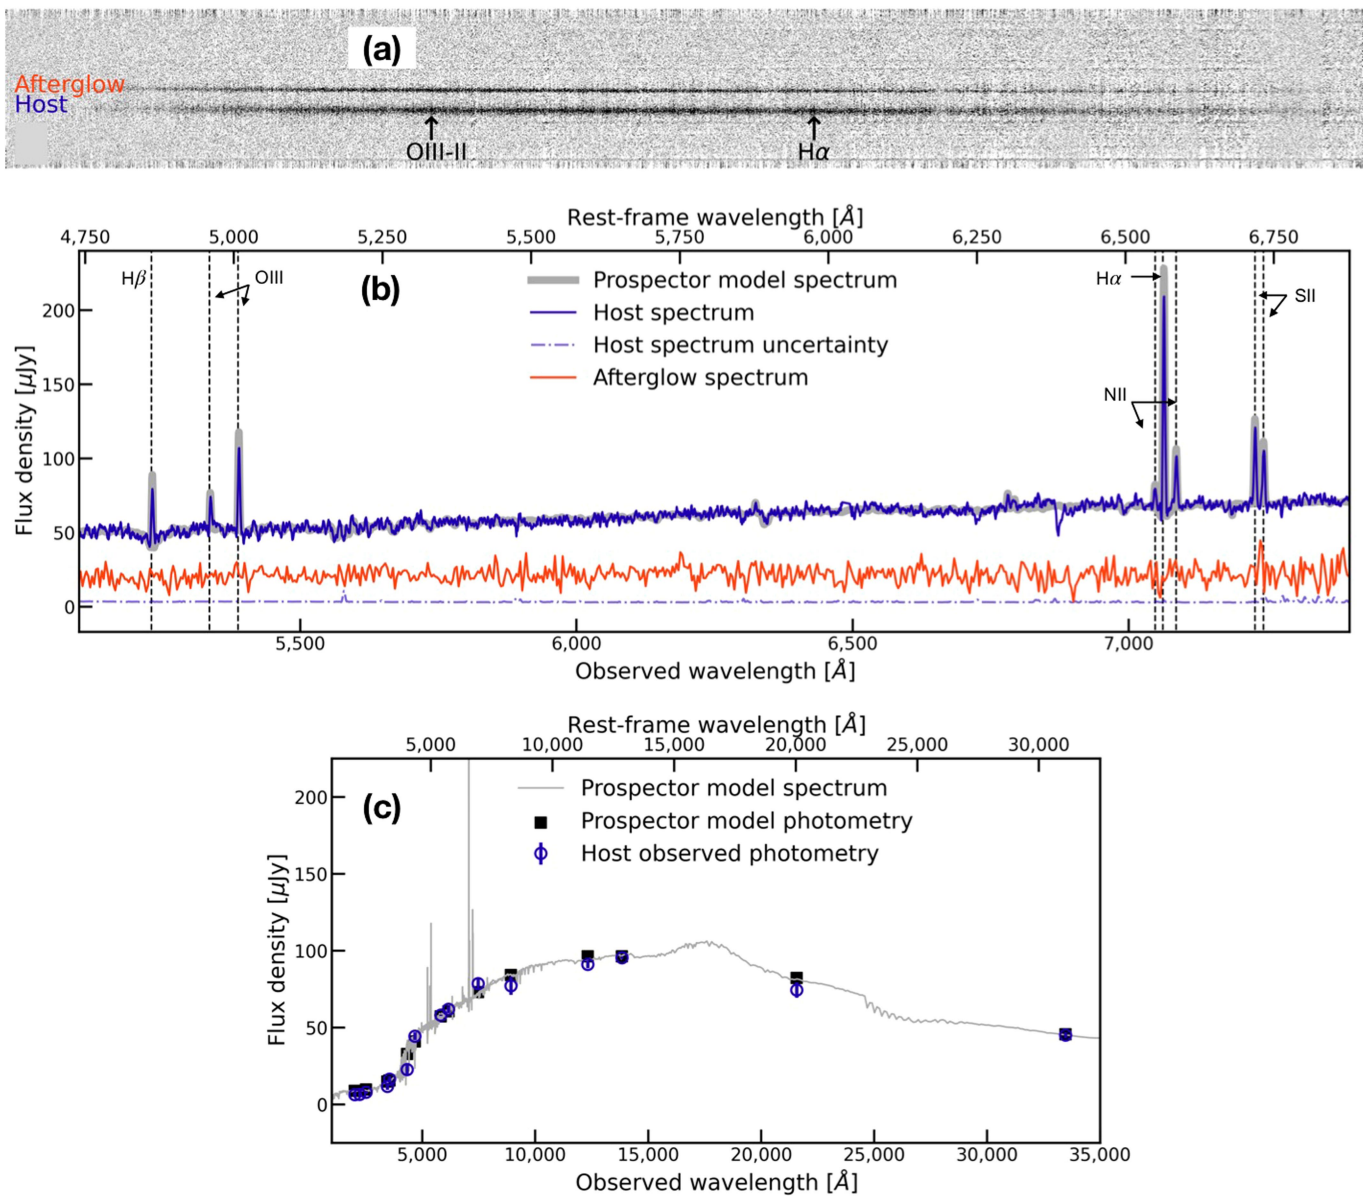 (a)
Afterglow
Host
OIII-II
Hα
Rest-frame wavelength [Å]
4,750 5,000 5,250 5,500 5,750 6,000 6,250 6,500 6,750
Hβ
OIII
(b)
Prospector model spectrum
Host spectrum
Host spectrum uncertainty
Afterglow spectrum
Hα
SII
NII
Flux density [μJy]
200
150
100
50
0
5,500 6,000 6,500 7,000
Observed wavelength [Å]
Rest-frame wavelength [Å]
5,000 10,000 15,000 20,000 25,000 30,000
(c)
Prospector model spectrum
Prospector model photometry
Host observed photometry
Flux density [μJy]
200
150
100
50
0
5,000 10,000 15,000 20,000 25,000 30,000 35,000
Observed wavelength [Å]